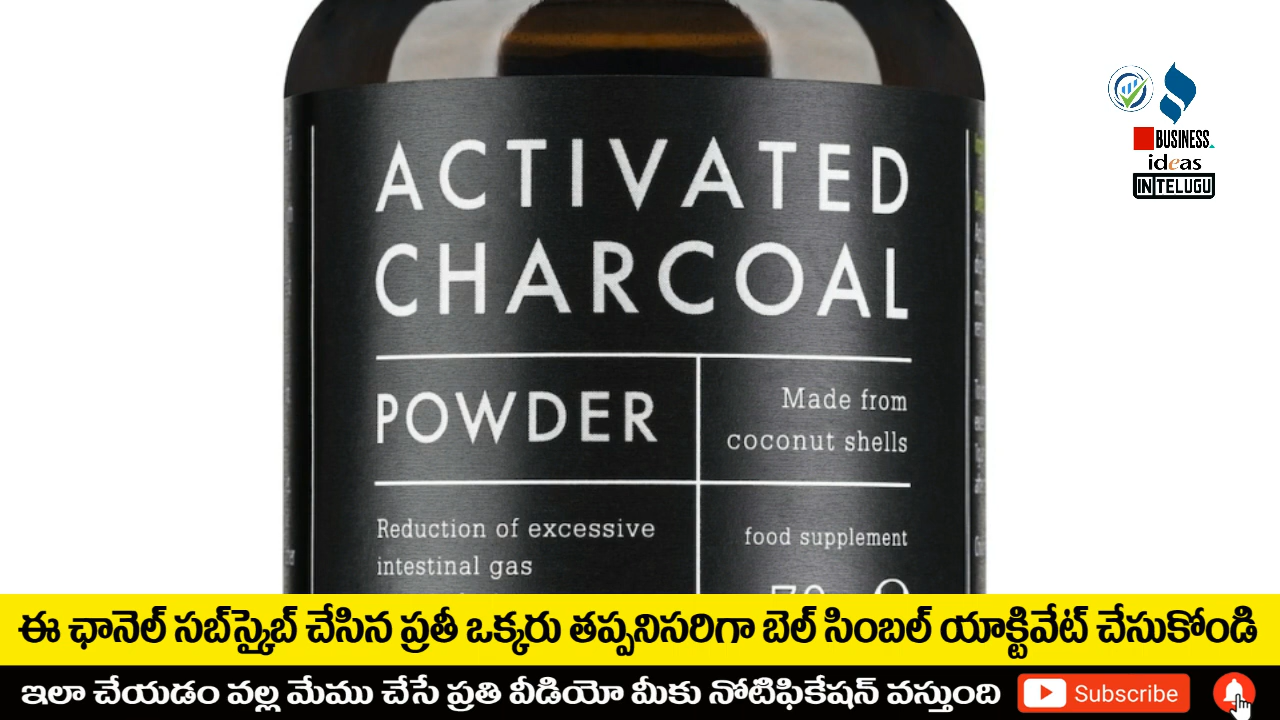 ACTIVATED
CHARCOAL
POWDER
Made from
coconut shells
Reduction of excessive
intestinal gas
food supplement
BUSINESS
ideas
IN TELUGU
ఈ ఛానెల్ సబ్‌స్క్రైబ్ చేసిన ప్రతీ ఒక్కరు తప్పనిసరిగా బెల్ సింబల్ యాక్టివేట్ చేసుకోండి
ఇలా చేయడం వల్ల మేము చేసే ప్రతి వీడియో మీకు నోటిఫికేషన్ వస్తుంది
Subscribe